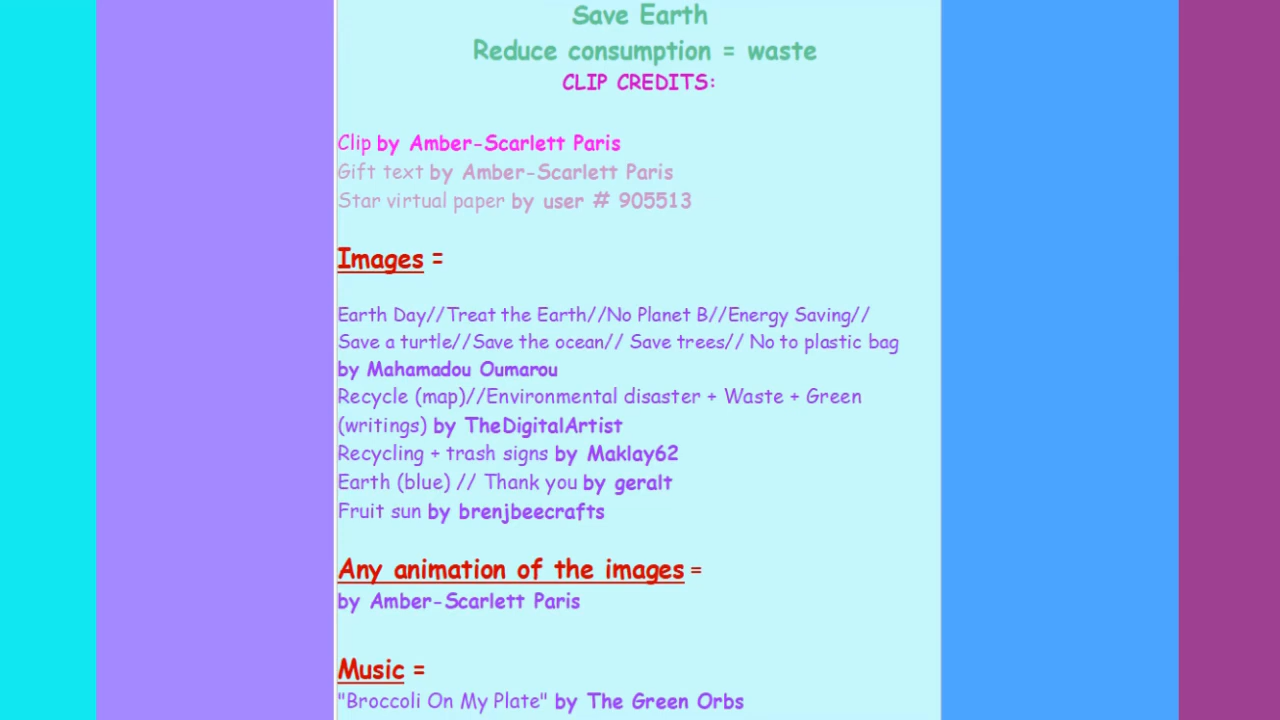 Save Earth
Reduce consumption = waste
CLIP CREDITS:
Clip by Amber-Scarlett Paris
Gift text by Amber-Scarlett Paris
Star virtual paper by user # 905513
Images =
Earth Day//Treat the Earth//No Planet B//Energy Saving//
Save a turtle//Save the ocean// Save trees// No to plastic bag
by Mahamadou Oumarou
Recycle (map)//Environmental disaster + Waste + Green
(writings) by TheDigitalArtist
Recycling + trash signs by Maklay62
Earth (blue) // Thank you by geralt
Fruit sun by brenjbeecrafts
Any animation of the images =
by Amber-Scarlett Paris
Music =
"Broccoli On My Plate" by The Green Orbs